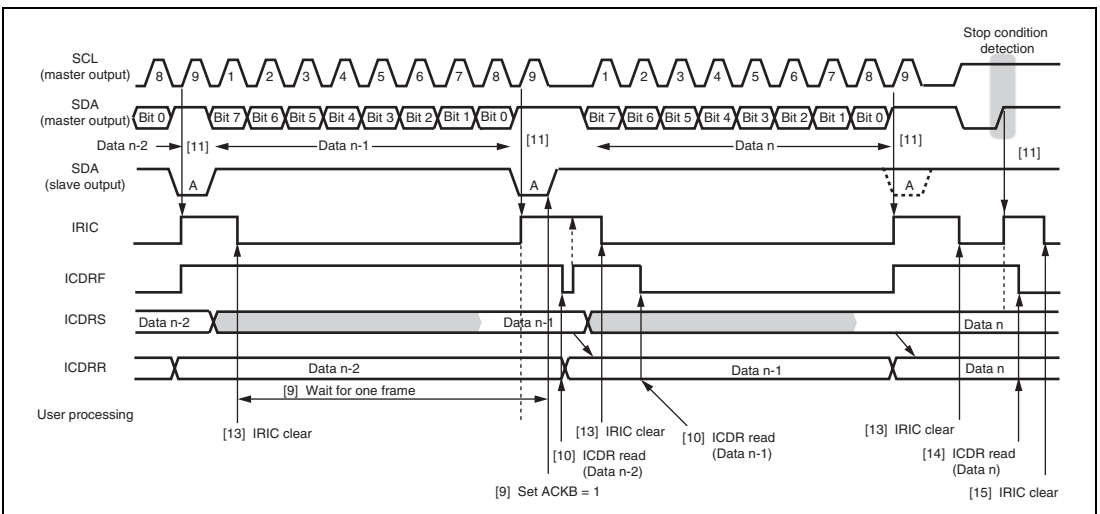 Stop condition
detection
SCL
(master output)
8 9 1 2 3 4 5 6 7 8 9 1 2 3 4 5 6 7 8 9
SDA
(master output)
Bit 0 Bit 7 Bit 6 Bit 5 Bit 4 Bit 3 Bit 2 Bit 1 Bit 0 Bit 7 Bit 6 Bit 5 Bit 4 Bit 3 Bit 2 Bit 1 Bit 0
Data n-2 [11] Data n-1 [11] Data n [11] [11]
SDA
(slave output)
A A A
IRIC
ICDRF
ICDRS
Data n-2 Data n-1 Data n
ICDRR
Data n-2 Data n-1 Data n
[9] Wait for one frame
User processing
[13] IRIC clear
[10] ICDR read
(Data n-2)
[13] IRIC clear
[10] ICDR read
(Data n-1)
[13] IRIC clear
[14] ICDR read
(Data n)
[9] Set ACKB = 1
[15] IRIC clear